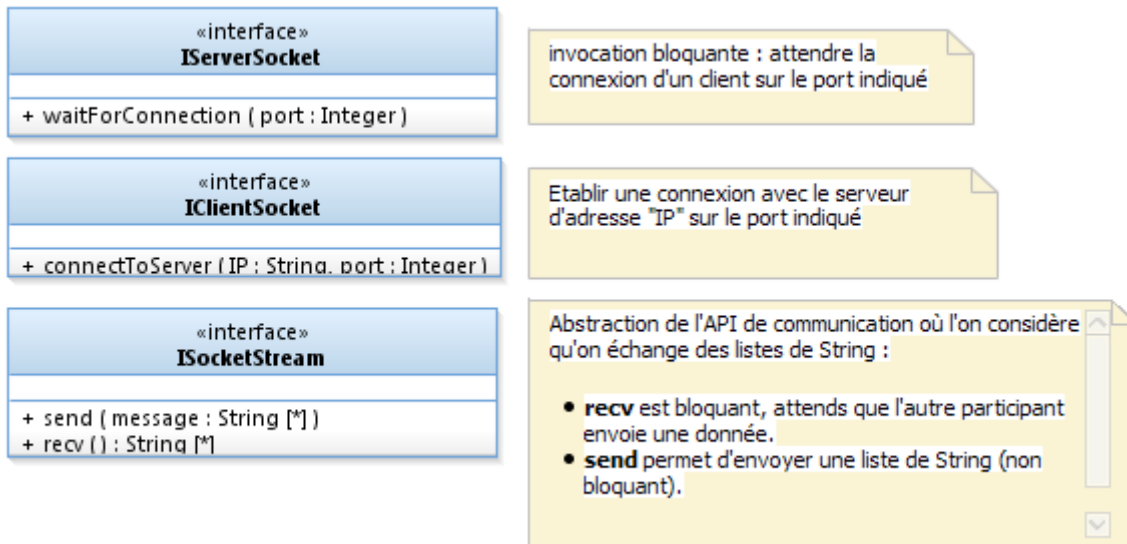 «interface»
IServerSocket
+ waitForConnection ( port : Integer )
invocation bloquante : attendre la
connexion d'un client sur le port indiqué
«interface»
IClientSocket
+ connectToServer ( IP : String, port : Integer )
Etablir une connexion avec le serveur
d'adresse "IP" sur le port indiqué
«interface»
ISocketStream
+ send ( message : String [*] )
+ recv () : String [*]
Abstraction de l'API de communication où l'on considère
qu'on échange des listes de String :
• recv est bloquant, attends que l'autre participant
envoie une donnée.
• send permet d'envoyer une liste de String (non
bloquant).